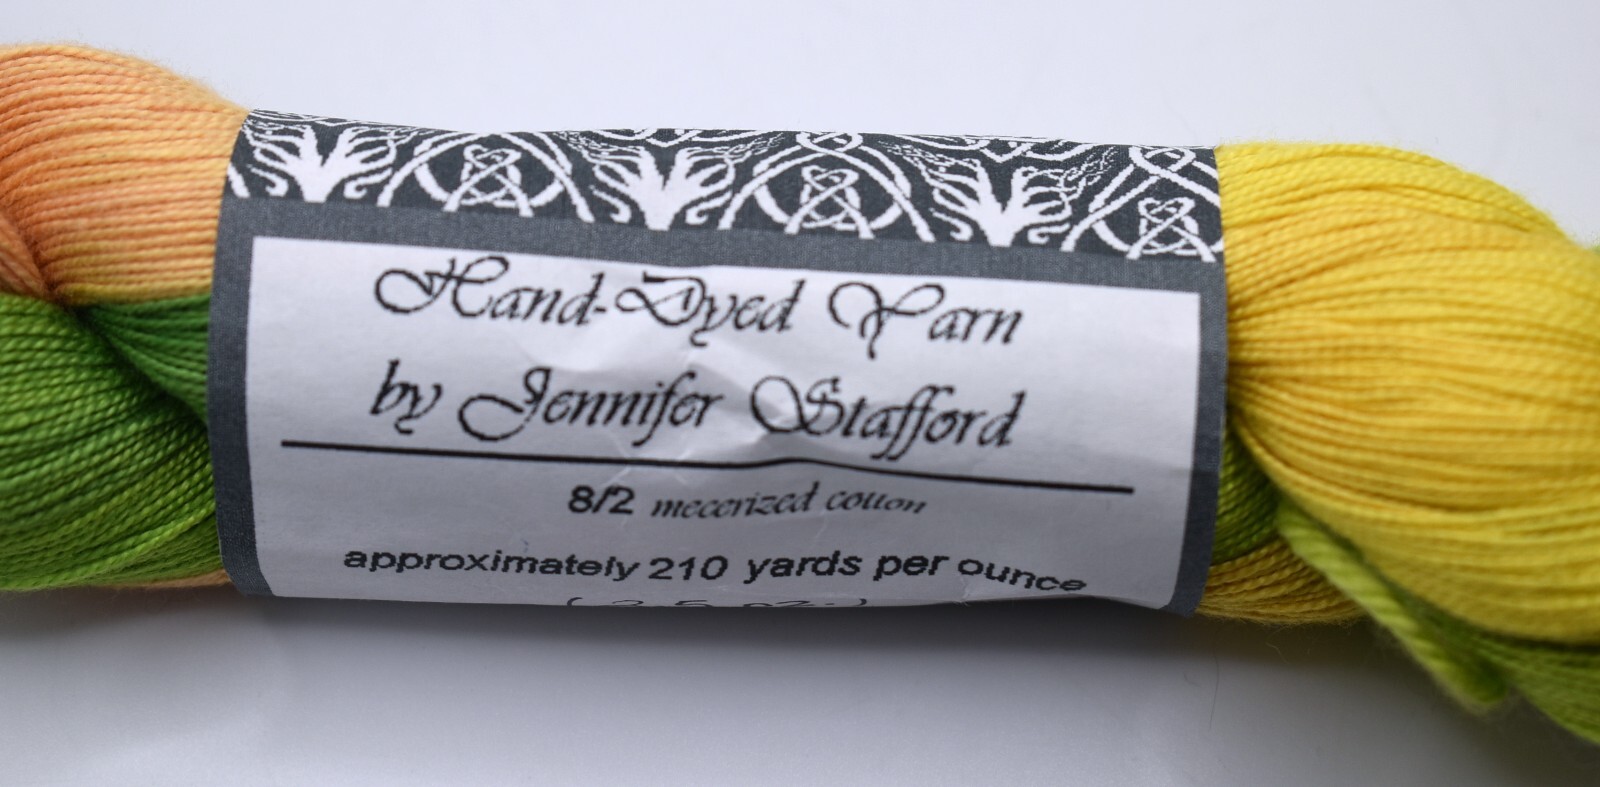 Hand-Dyed Yarn
by Jennifer Stafford
8/2 mecerized cotton
approximately 210 yards per ounce